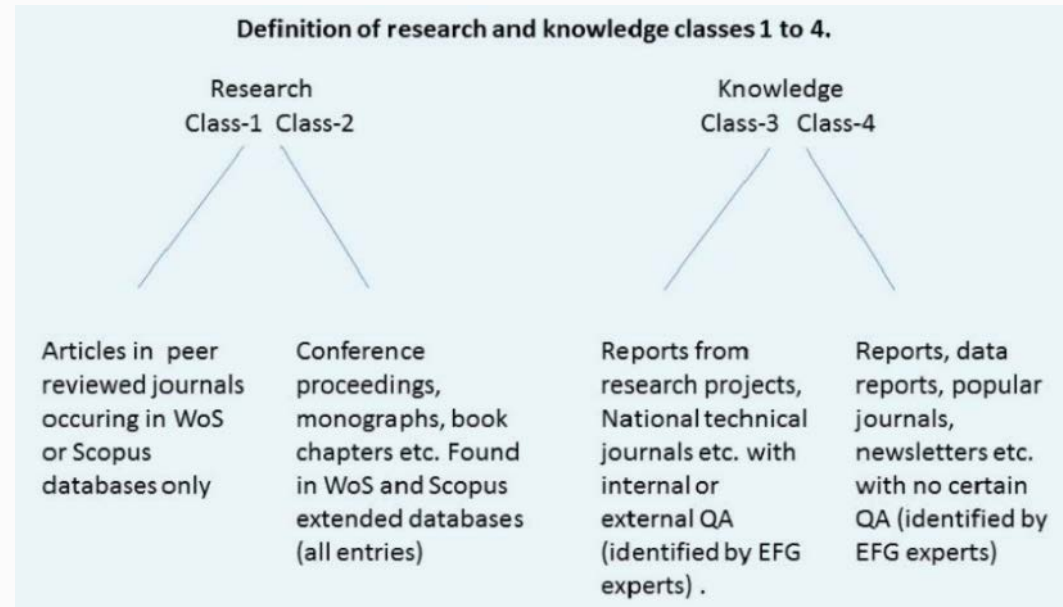 Definition of research and knowledge classes 1 to 4.
Research
Class-1 Class-2
Knowledge
Class-3 Class-4
Articles in peer
reviewed journals
occuring in WoS
or Scopus
databases only
Conference
proceedings,
monographs, book
chapters etc. Found
in WoS and Scopus
extended databases
(all entries)
Reports from
research projects,
National technical
journals etc. with
internal or
external QA
(identified by EFG
experts) .
Reports, data
reports, popular
journals,
newsletters etc.
with no certain
QA (identified by
EFG experts)